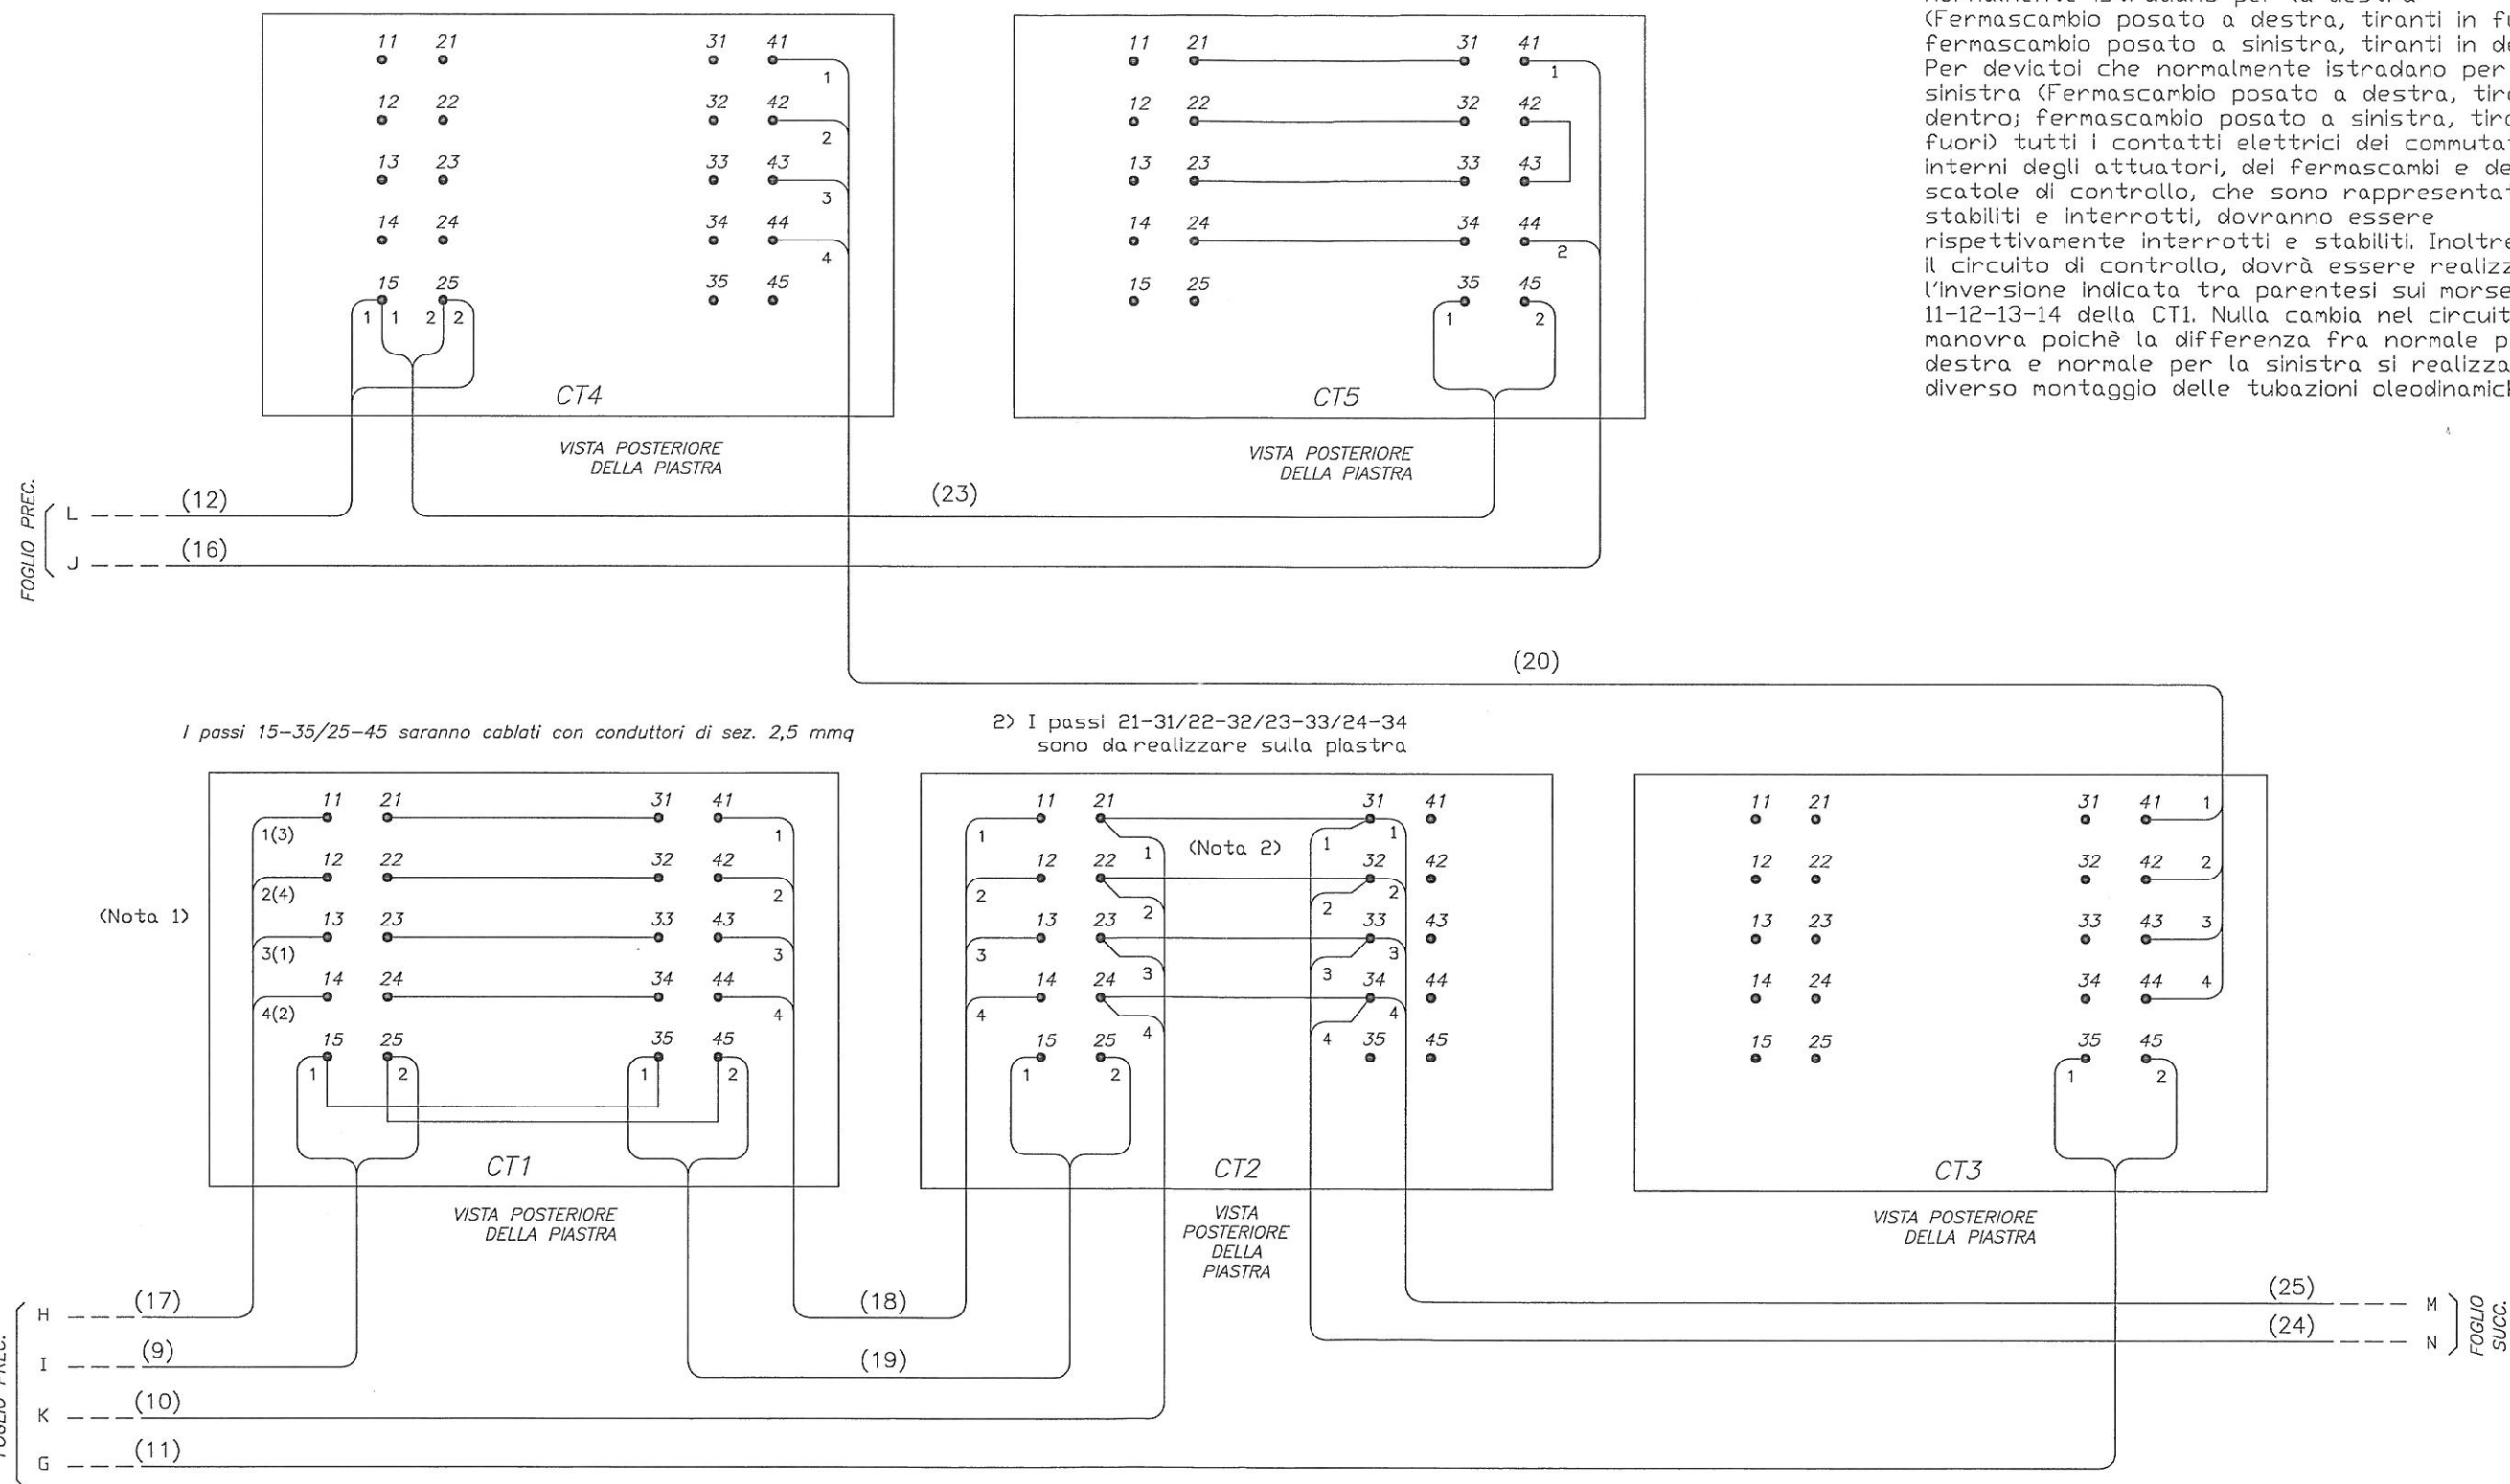 (Fermascambio posato a destra, tiranti in
fermascambio posato a sinistra, tiranti in
Per deviatoi che normalmente istradano per
sinistra (Fermascambio posato a destra,
dentro; fermascambio posato a sinistra,
fuori) tutti i contatti elettrici dei
interni degli attuatori, dei fermascambi e
scatole di controllo, che sono
stabiliti e interrotti, dovranno essere
rispettivamente interrotti e stabiliti. Inoltre
il circuito di controllo, dovrà essere
l'inversione indicata tra parentesi sui
11-12-13-14 della CT1. Nulla cambia nel
manovra poichè la differenza fra normale
destra e normale per la sinistra si realizza
diverso montaggio delle tubazioni
11 21 31 41
1
12 22 32 42
2
13 23 33 43
3
14 24 34 44
4
15 25 35 45
1 1 2 2
CT4
VISTA POSTERIORE
DELLA PIASTRA
11 21 31 41
1
12 22 32 42
13 23 33 43
14 24 34 44
2
15 25 35 45
1 2
CT5
VISTA POSTERIORE
DELLA PIASTRA
FOGLIO PREC.
L (12) (23)
J (16)
(20)
I passi 15-35/25-45 saranno cablati con conduttori di sez. 2,5 mmq
2) I passi 21-31/22-32/23-33/24-34
sono da realizzare sulla piastra
(Nota 1)
11 21 31 41
1(3) 1
12 22 32 42
2(4) 2
13 23 33 43
3(1) 3
14 24 34 44
4(2) 4
15 25 35 45
1 2 1 2
CT1
VISTA POSTERIORE
DELLA PIASTRA
11 21 31 41
1 1 (Nota 2) 1 1
12 22 32 42
2 2 2 2
13 23 33 43
3 3 3 3
14 24 34 44
4 4 4 4
15 25 35 45
1 2
CT2
VISTA
POSTERIORE
DELLA
PIASTRA
11 21 31 41 1
12 22 32 42 2
13 23 33 43 3
14 24 34 44 4
15 25 35 45
1 2
CT3
VISTA POSTERIORE
DELLA PIASTRA
H (17) (18)
I (9) (19)
K (10)
G (11)
(25) M
(24) N
FOGLIO
SUCC.